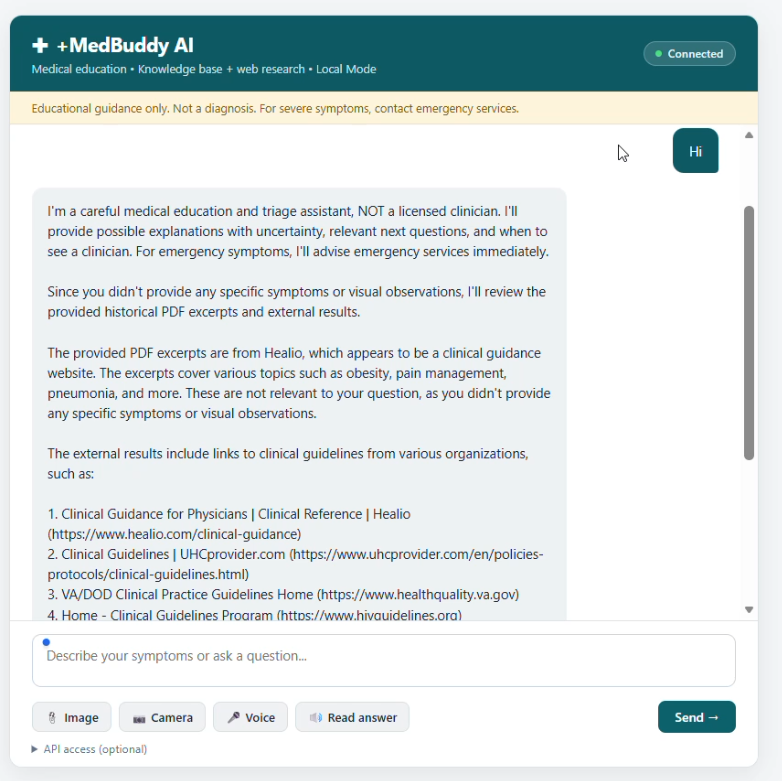 +MedBuddy AI
Medical education • Knowledge base + web research • Local Mode
Connected
Educational guidance only. Not a diagnosis. For severe symptoms, contact emergency services.
Hi
I'm a careful medical education and triage assistant, NOT a licensed clinician. I'll
provide possible explanations with uncertainty, relevant next questions, and when to
see a clinician. For emergency symptoms, I'll advise emergency services immediately.
Since you didn't provide any specific symptoms or visual observations, I'll review the
provided historical PDF excerpts and external results.
The provided PDF excerpts are from Healio, which appears to be a clinical guidance
website. The excerpts cover various topics such as obesity, pain management,
pneumonia, and more. These are not relevant to your question, as you didn't provide
any specific symptoms or visual observations.
The external results include links to clinical guidelines from various organizations,
such as:
1. Clinical Guidance for Physicians | Clinical Reference | Healio
(https://www.healio.com/clinical-guidance)
2. Clinical Guidelines | UHCprovider.com (https://www.uhcprovider.com/en/policies-
protocols/clinical-guidelines.html)
3. VA/DOD Clinical Practice Guidelines Home (https://www.healthquality.va.gov)
4. Home - Clinical Guidelines Program (https://www.hivguidelines.org)
Describe your symptoms or ask a question...
Image
Camera
Voice
Read answer
Send →
API access (optional)